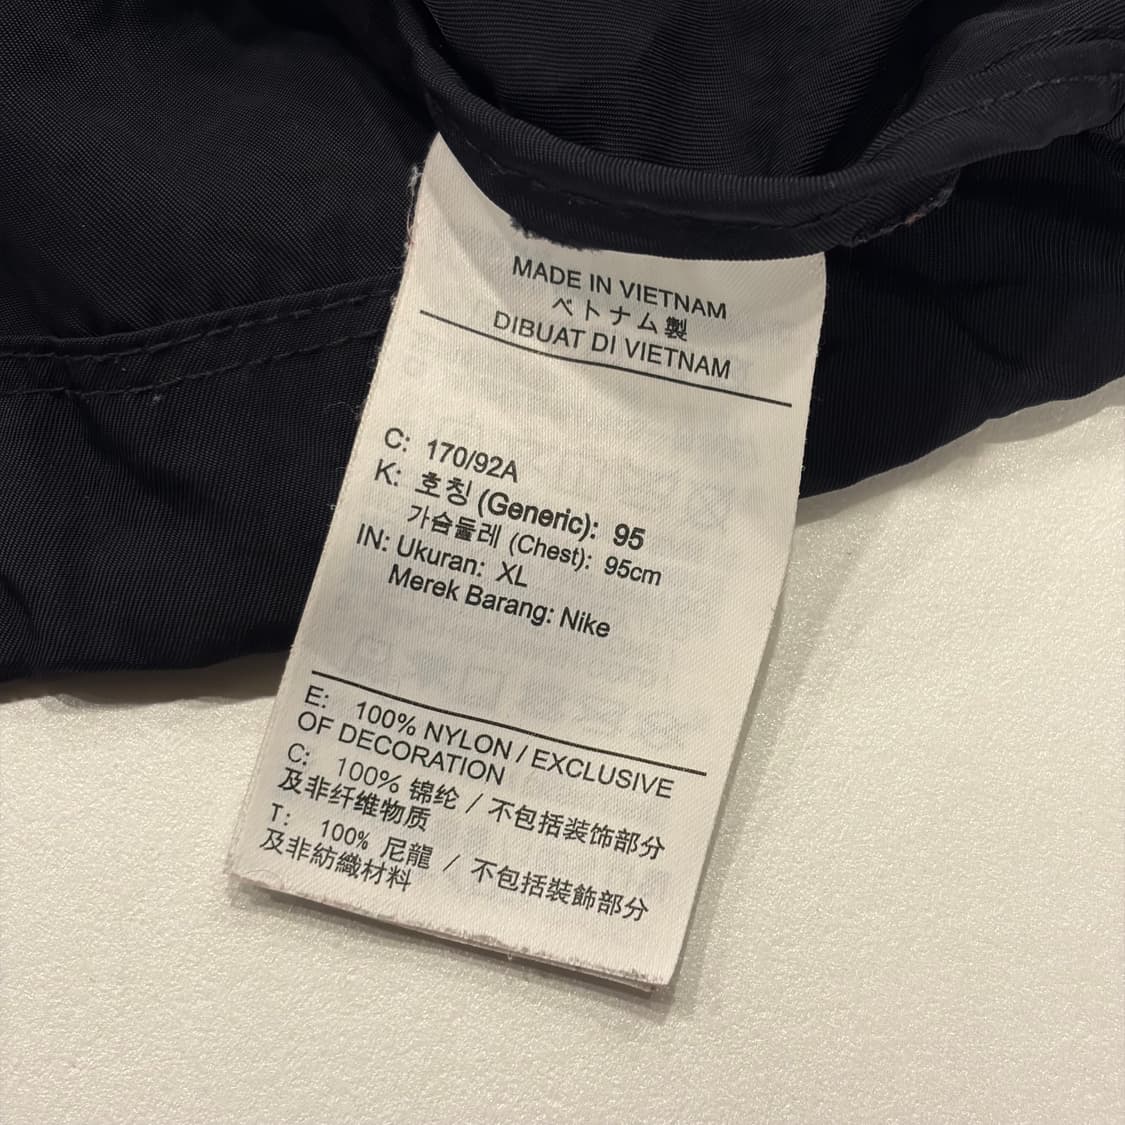 MADE IN VIETNAM
ベトナム製
DIBUAT DI VIETNAM
C: 170/92A
K: 호칭 (Generic): 95
가슴둘레 (Chest): 95cm
IN: Ukuran: XL
Merek Barang: Nike
E: 100% NYLON / EXCLUSIVE
OF DECORATION
C: 100% 锦纶 / 不包括装饰部分
及非纤维物质
T: 100% 尼龍 / 不包括裝飾部分
及非紡織材料